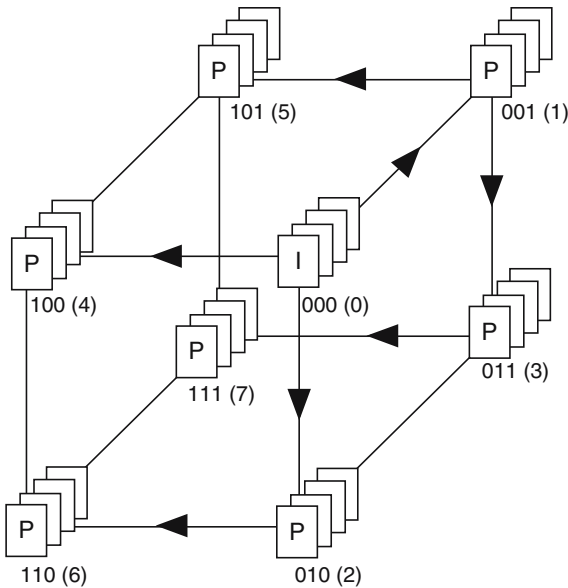 P
P
101 (5)
001 (1)
P
I
100 (4)
000 (0)
P
P
111 (7)
011 (3)
P
P
110 (6)
010 (2)